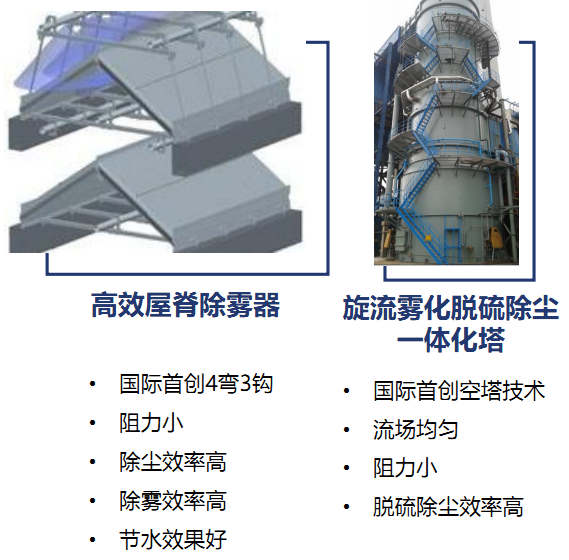 高效屋脊除雾器
• 国际首创4弯3钩
• 阻力小
• 除尘效率高
• 除雾效率高
• 节水效果好
旋流雾化脱硫除尘
一体化塔
• 国际首创空塔技术
• 流场均匀
• 阻力小
• 脱硫除尘效率高